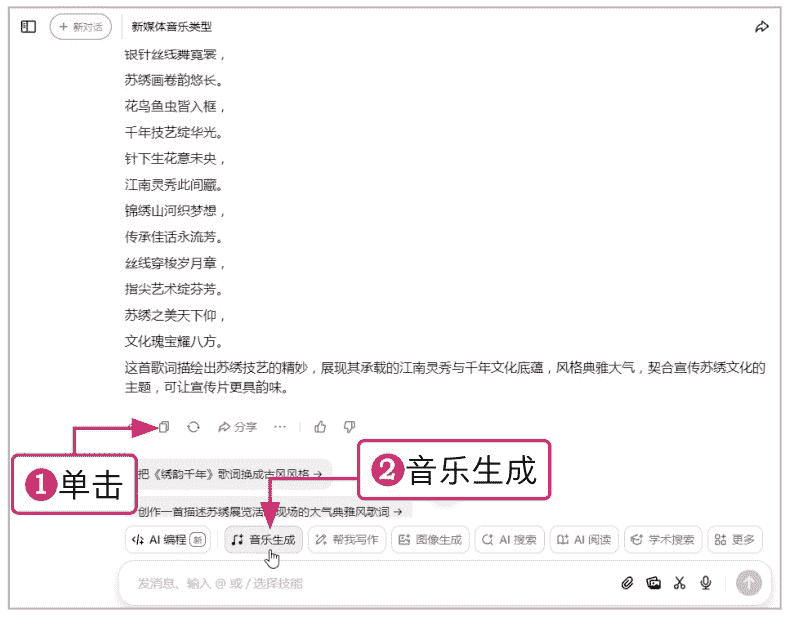 + 新对话 新媒体音乐类型
银针丝线舞霓裳，
苏绣画卷韵悠长。
花鸟鱼虫皆入框，
千年技艺绽华光。
针下生花意未央，
江南灵秀此间藏。
锦绣山河织梦想，
传承佳话永流芳。
丝线穿梭岁月章，
指尖艺术绽芬芳。
苏绣之美天下仰，
文化瑰宝耀八方。
这首歌词描绘出苏绣技艺的精妙，展现其承载的江南灵秀与千年文化底蕴，风格典雅大气，契合宣传苏绣文化的
主题，可让宣传片更具韵味。
分享 ···
1 单击
2 音乐生成
把《绣韵千年》歌词换成古风风格 →
创作一首描述苏绣展览活 现场的大气典雅风歌词 →
AI 编程 新 音乐生成 帮我写作 图像生成 AI 搜索 AI 阅读 学术搜索 更多
发消息、输入 @ 或 / 选择技能